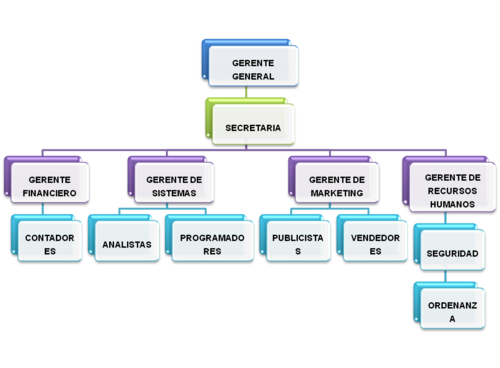 GERENTE
GENERAL
SECRETARIA
GERENTE
FINANCIERO
GERENTE DE
SISTEMAS
GERENTE DE
MARKETING
GERENTE DE
RECURSOS
HUMANOS
CONTADOR
ES
ANALISTAS
PROGRAMADO
RES
PUBLICISTA
S
VENDEDOR
ES
SEGURIDAD
ORDENANZ
A